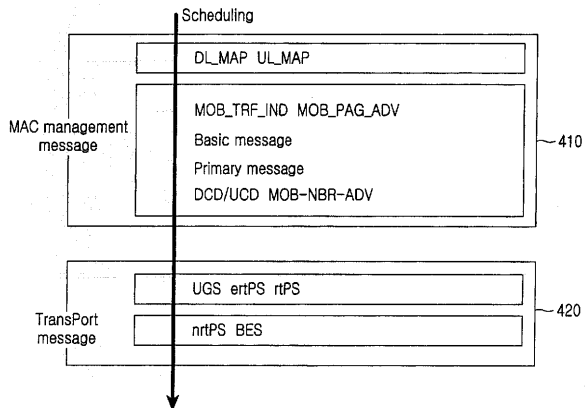 Scheduling
DL_MAP UL_MAP
MAC management
message
MOB_TRF_IND MOB_PAG_ADV
Basic message
Primary message
DCD/UCD MOB-NBR-ADV
410
UGS ertPS rtPS
TransPort
message
nrtPS BES
420